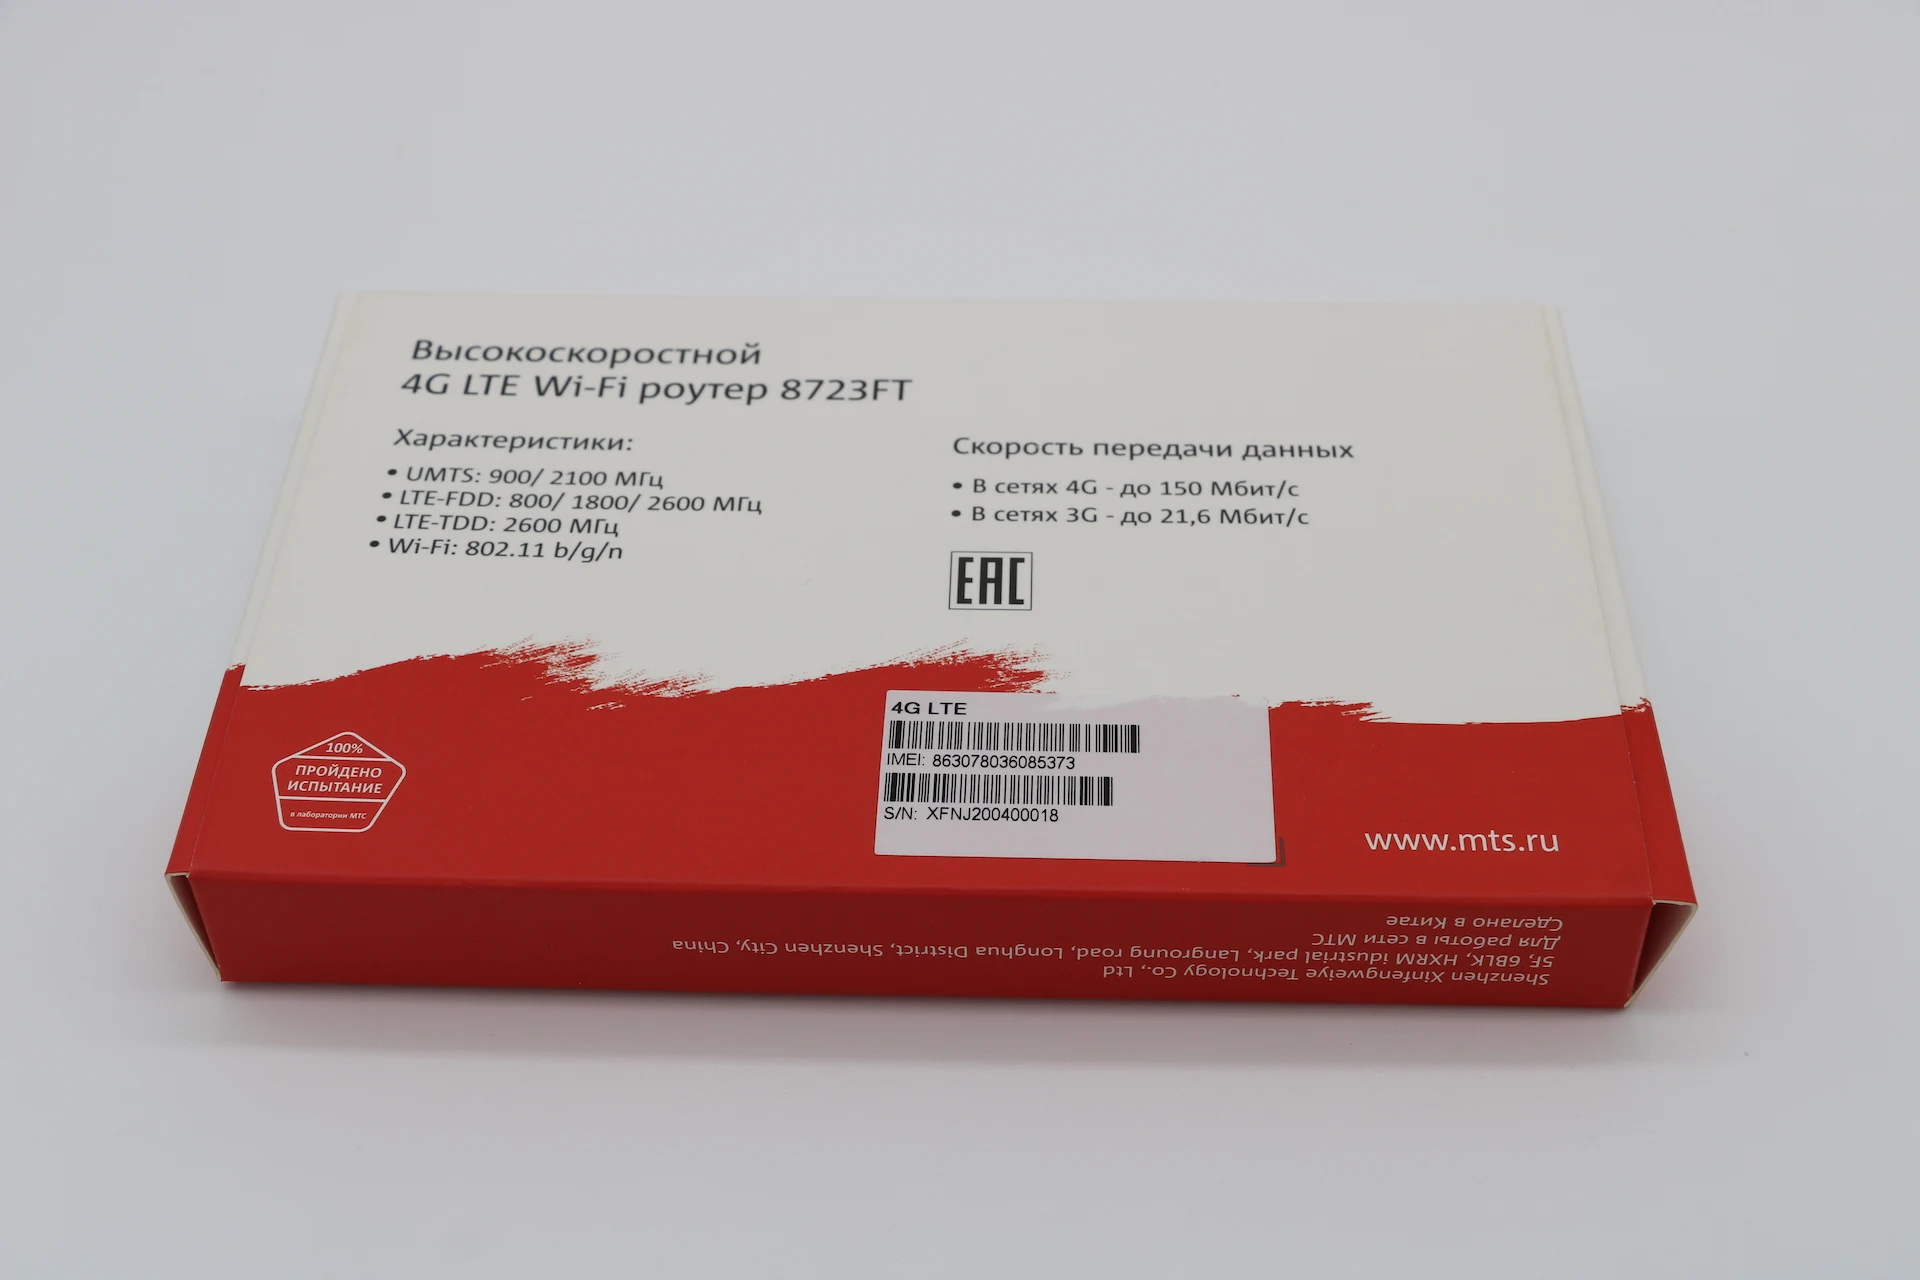 Высокоскоростной
4G LTE Wi-Fi роутер 8723FT
Характеристики:
• UMTS: 900/ 2100 МГц
• LTE-FDD: 800/ 1800/ 2600 МГц
• LTE-TDD: 2600 МГц
• Wi-Fi: 802.11 b/g/n
Скорость передачи данных
• В сетях 4G - до 150 Мбит/с
• В сетях 3G - до 21,6 Мбит/с
EAC
100%
ПРОЙДЕНО
ИСПЫТАНИЕ
в лаборатории МТС
4G LTE
IMEI: 863078036085373
S/N: XFNJ200400018
www.mts.ru
Shenzhen Xinfengweiye Technology Co., Ltd
5F, 6BLK, HXRM idustrial park, Langroung road, Longhua District, Shenzhen City, China
Для работы в сети МТС
Сделано в Китае